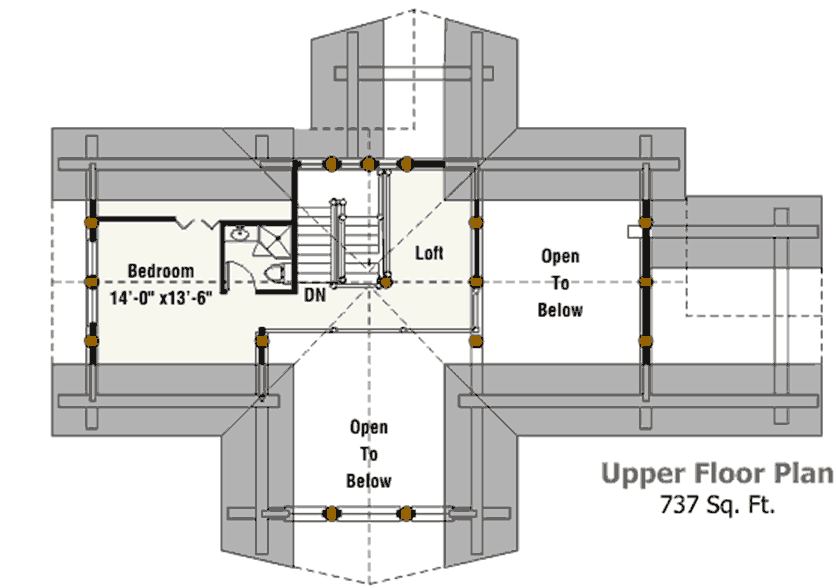 Bedroom
14'-0" x13'-6"
DN
Loft
Open
To
Below
Open
To
Below
Upper Floor Plan
737 Sq. Ft.